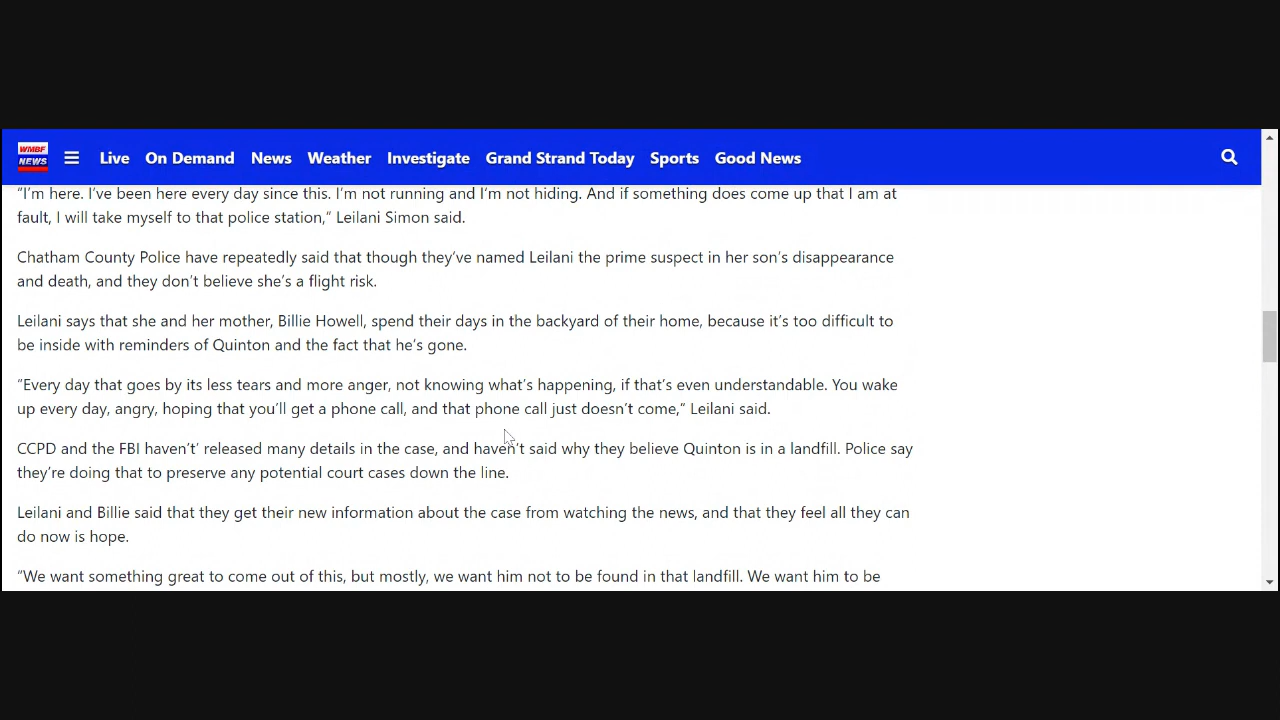 WMBF
NEWS
Live On Demand News Weather Investigate Grand Strand Today Sports Good News
“I’m here. I’ve been here every day since this. I’m not running and I’m not hiding. And if something does come up that I am at
fault, I will take myself to that police station,” Leilani Simon said.
Chatham County Police have repeatedly said that though they’ve named Leilani the prime suspect in her son’s disappearance
and death, and they don’t believe she’s a flight risk.
Leilani says that she and her mother, Billie Howell, spend their days in the backyard of their home, because it’s too difficult to
be inside with reminders of Quinton and the fact that he’s gone.
“Every day that goes by its less tears and more anger, not knowing what’s happening, if that’s even understandable. You wake
up every day, angry, hoping that you’ll get a phone call, and that phone call just doesn’t come,” Leilani said.
CCPD and the FBI haven’t’ released many details in the case, and haven’t said why they believe Quinton is in a landfill. Police say
they’re doing that to preserve any potential court cases down the line.
Leilani and Billie said that they get their new information about the case from watching the news, and that they feel all they can
do now is hope.
“We want something great to come out of this, but mostly, we want him not to be found in that landfill. We want him to be